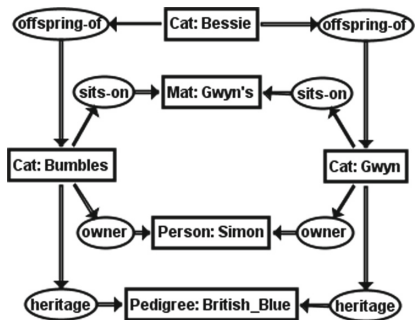 offspring-of
Cat: Bessie
offspring-of
sits-on
Mat: Gwyn's
sits-on
Cat: Bumbles
Cat: Gwyn
owner
Person: Simon
owner
heritage
Pedigree: British_Blue
heritage